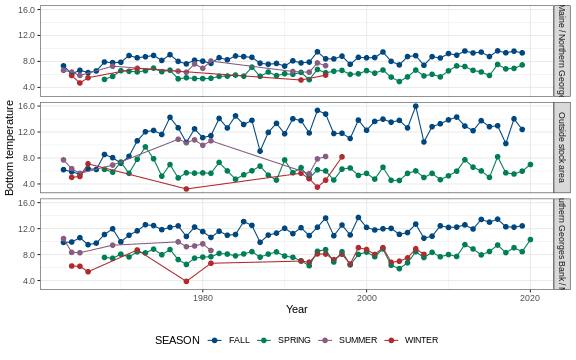 16.0
12.0
8.0
4.0
Maine / Northern Georg
16.0
12.0
8.0
4.0
Outside stock area
16.0
12.0
8.0
4.0
uthern Georges Bank /
Bottom temperature
1980
2000
2020
Year
SEASON FALL SPRING SUMMER WINTER